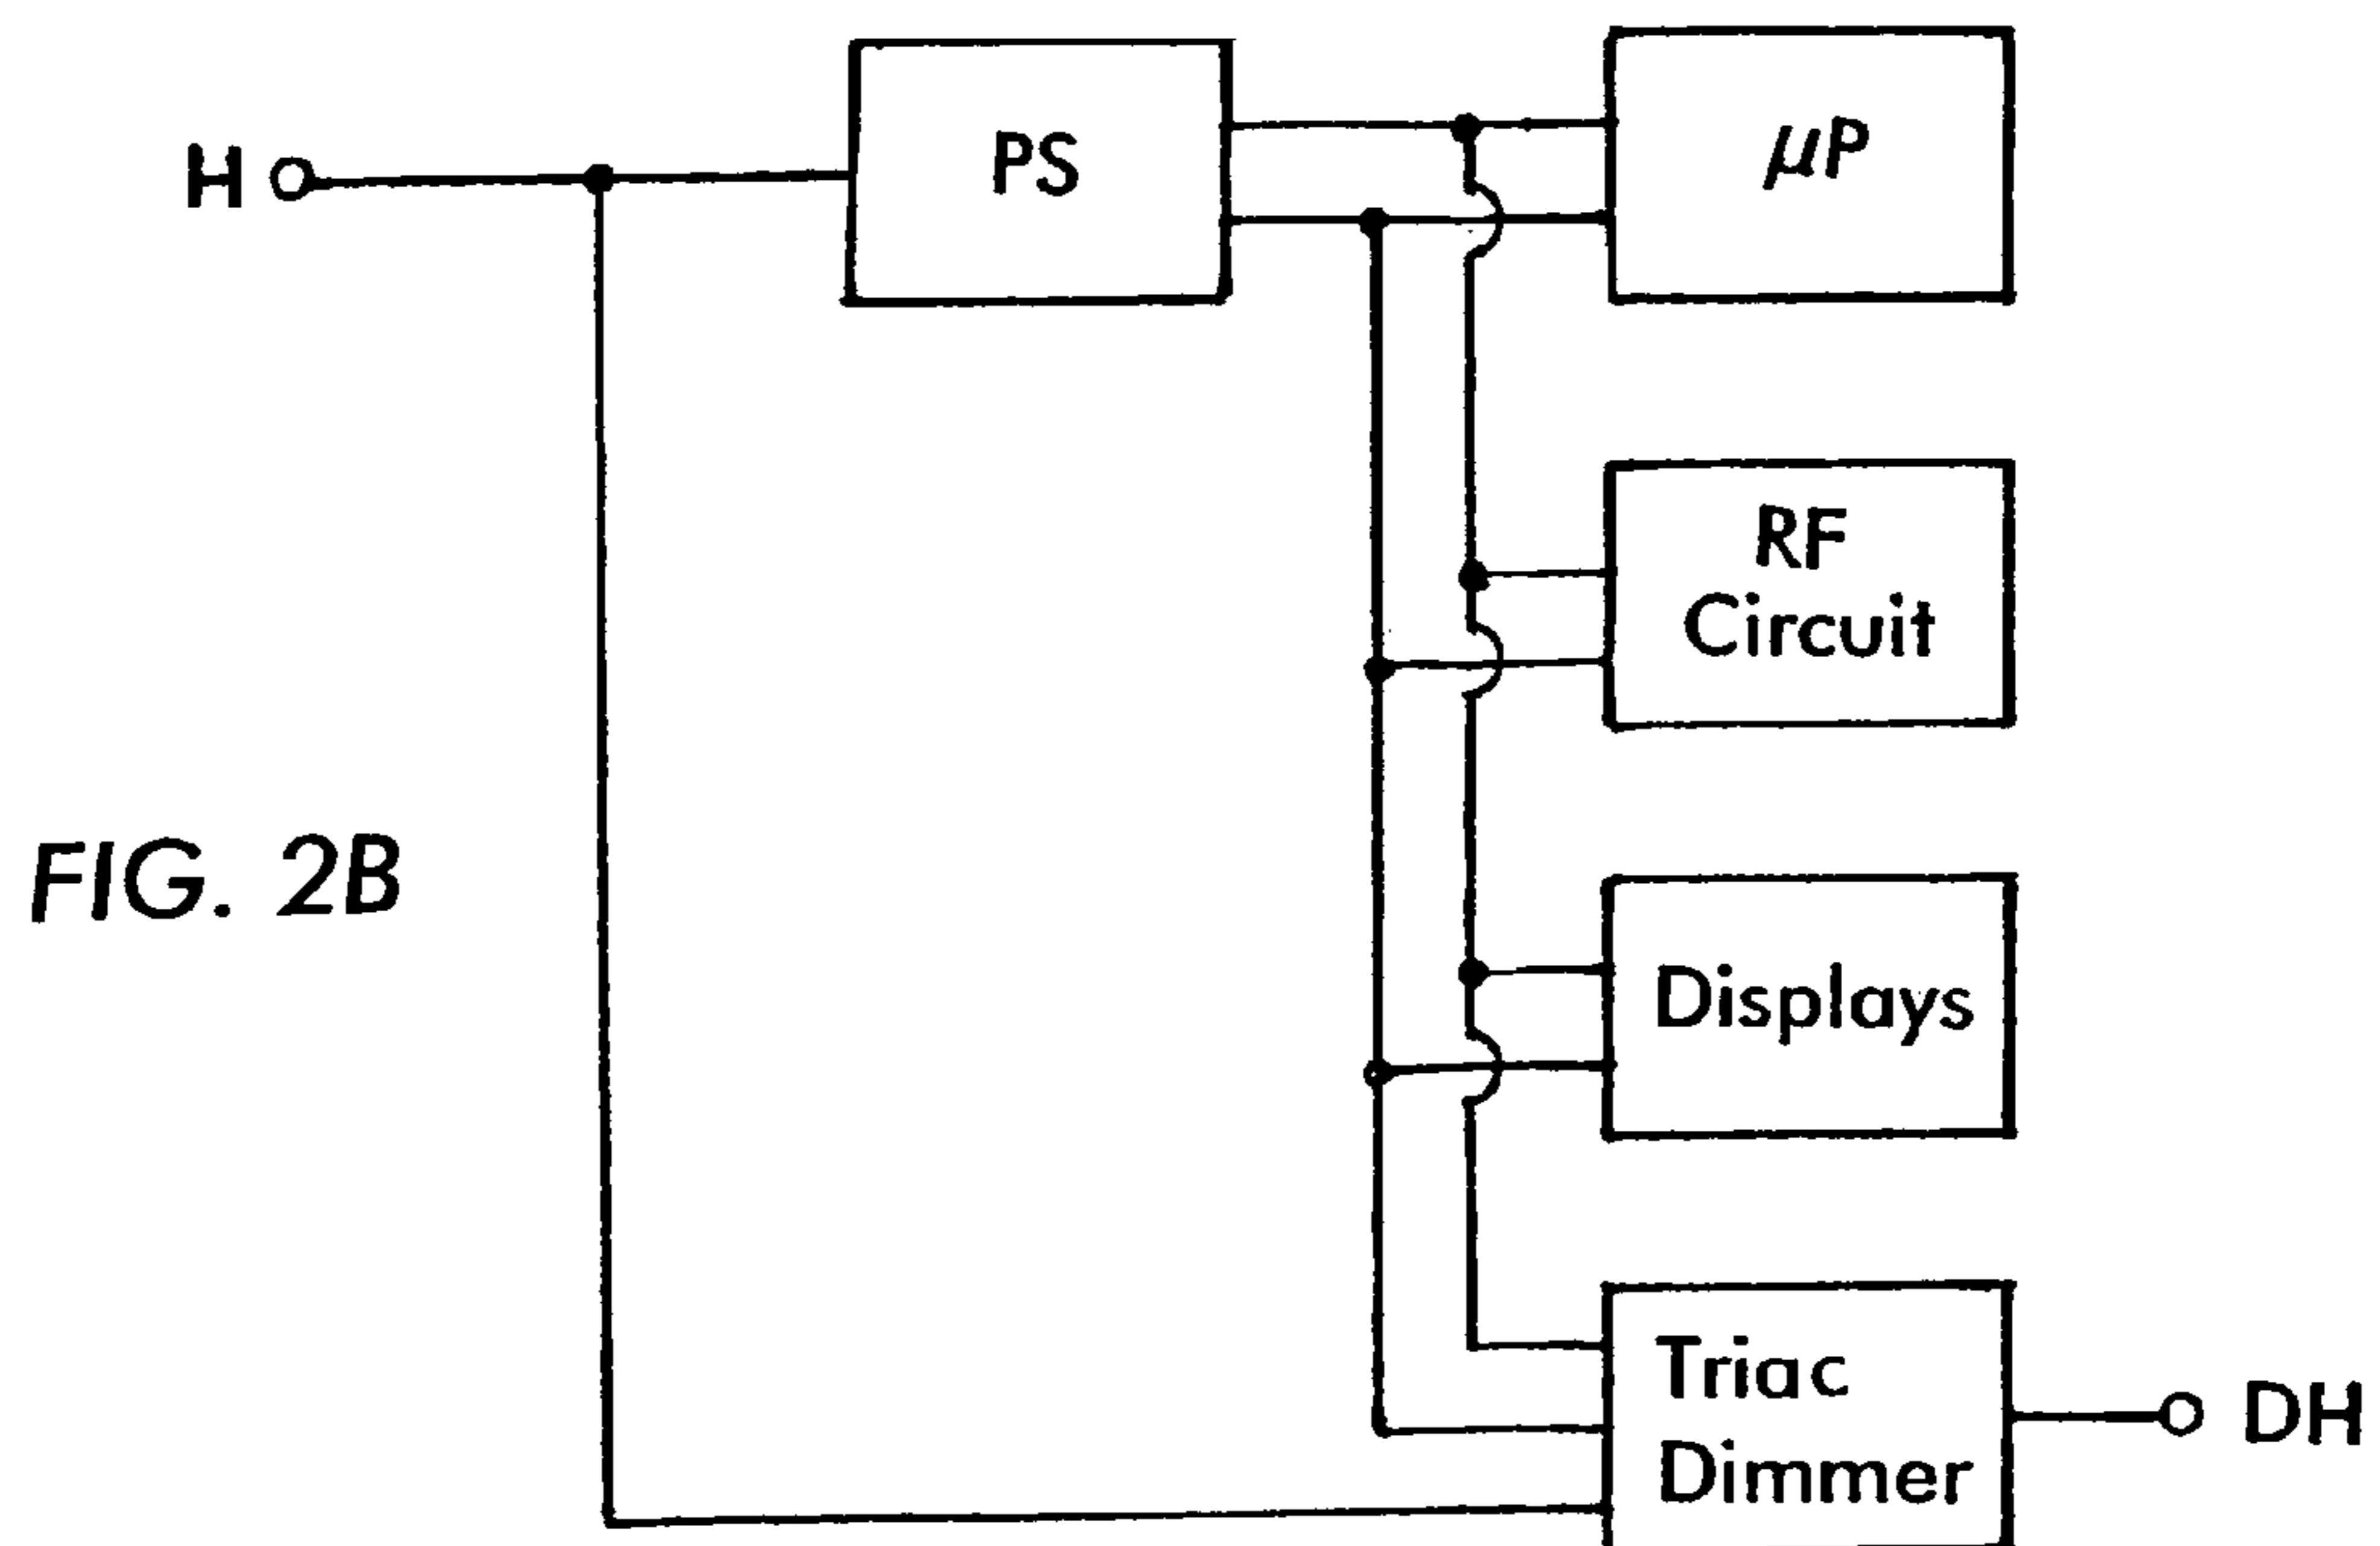 H
PS
μP
RF
Circuit
FIG. 2B
Displays
Triac
Dimmer
DH